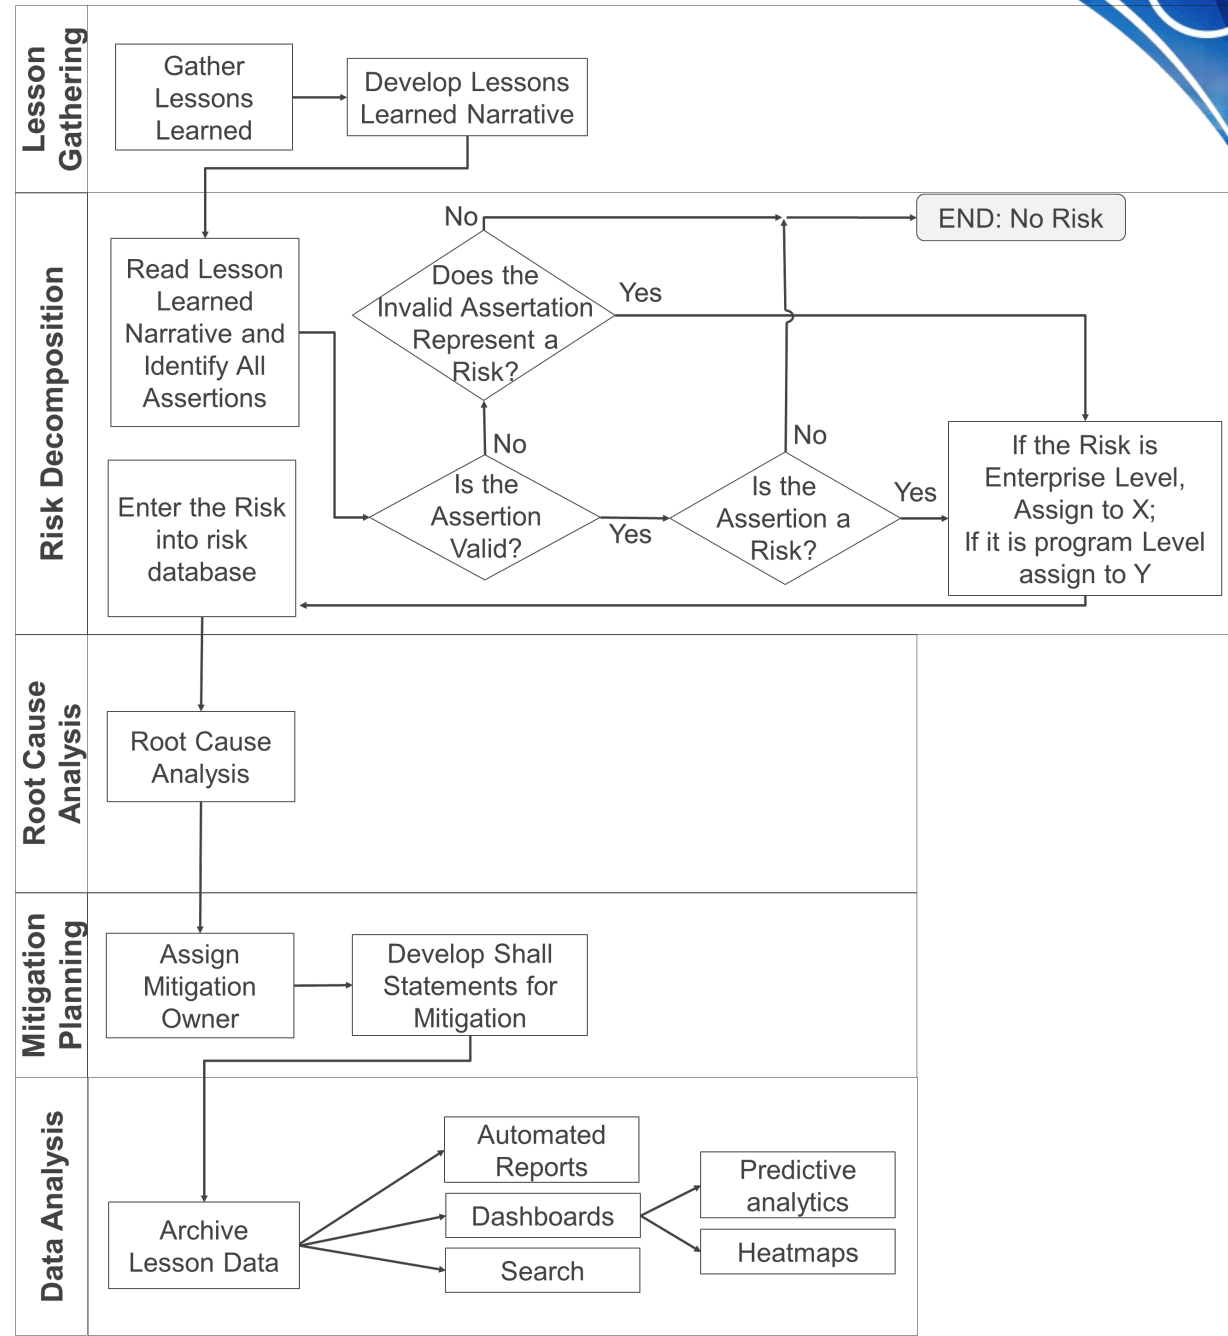 Lesson
Gathering
Gather
Lessons
Learned
Develop Lessons
Learned Narrative
Risk Decomposition
Read Lesson
Learned
Narrative and
Identify All
Assertions
No
Does the
Invalid Assertation
Represent a
Risk?
Yes
END: No Risk
No
Is the
Assertion
Valid?
Yes
No
Is the
Assertion a
Risk?
Yes
If the Risk is
Enterprise Level,
Assign to X;
If it is program Level
assign to Y
Enter the Risk
into risk
database
Root Cause
Analysis
Root Cause
Analysis
Mitigation
Planning
Assign
Mitigation
Owner
Develop Shall
Statements for
Mitigation
Data Analysis
Archive
Lesson Data
Automated
Reports
Dashboards
Search
Predictive
analytics
Heatmaps